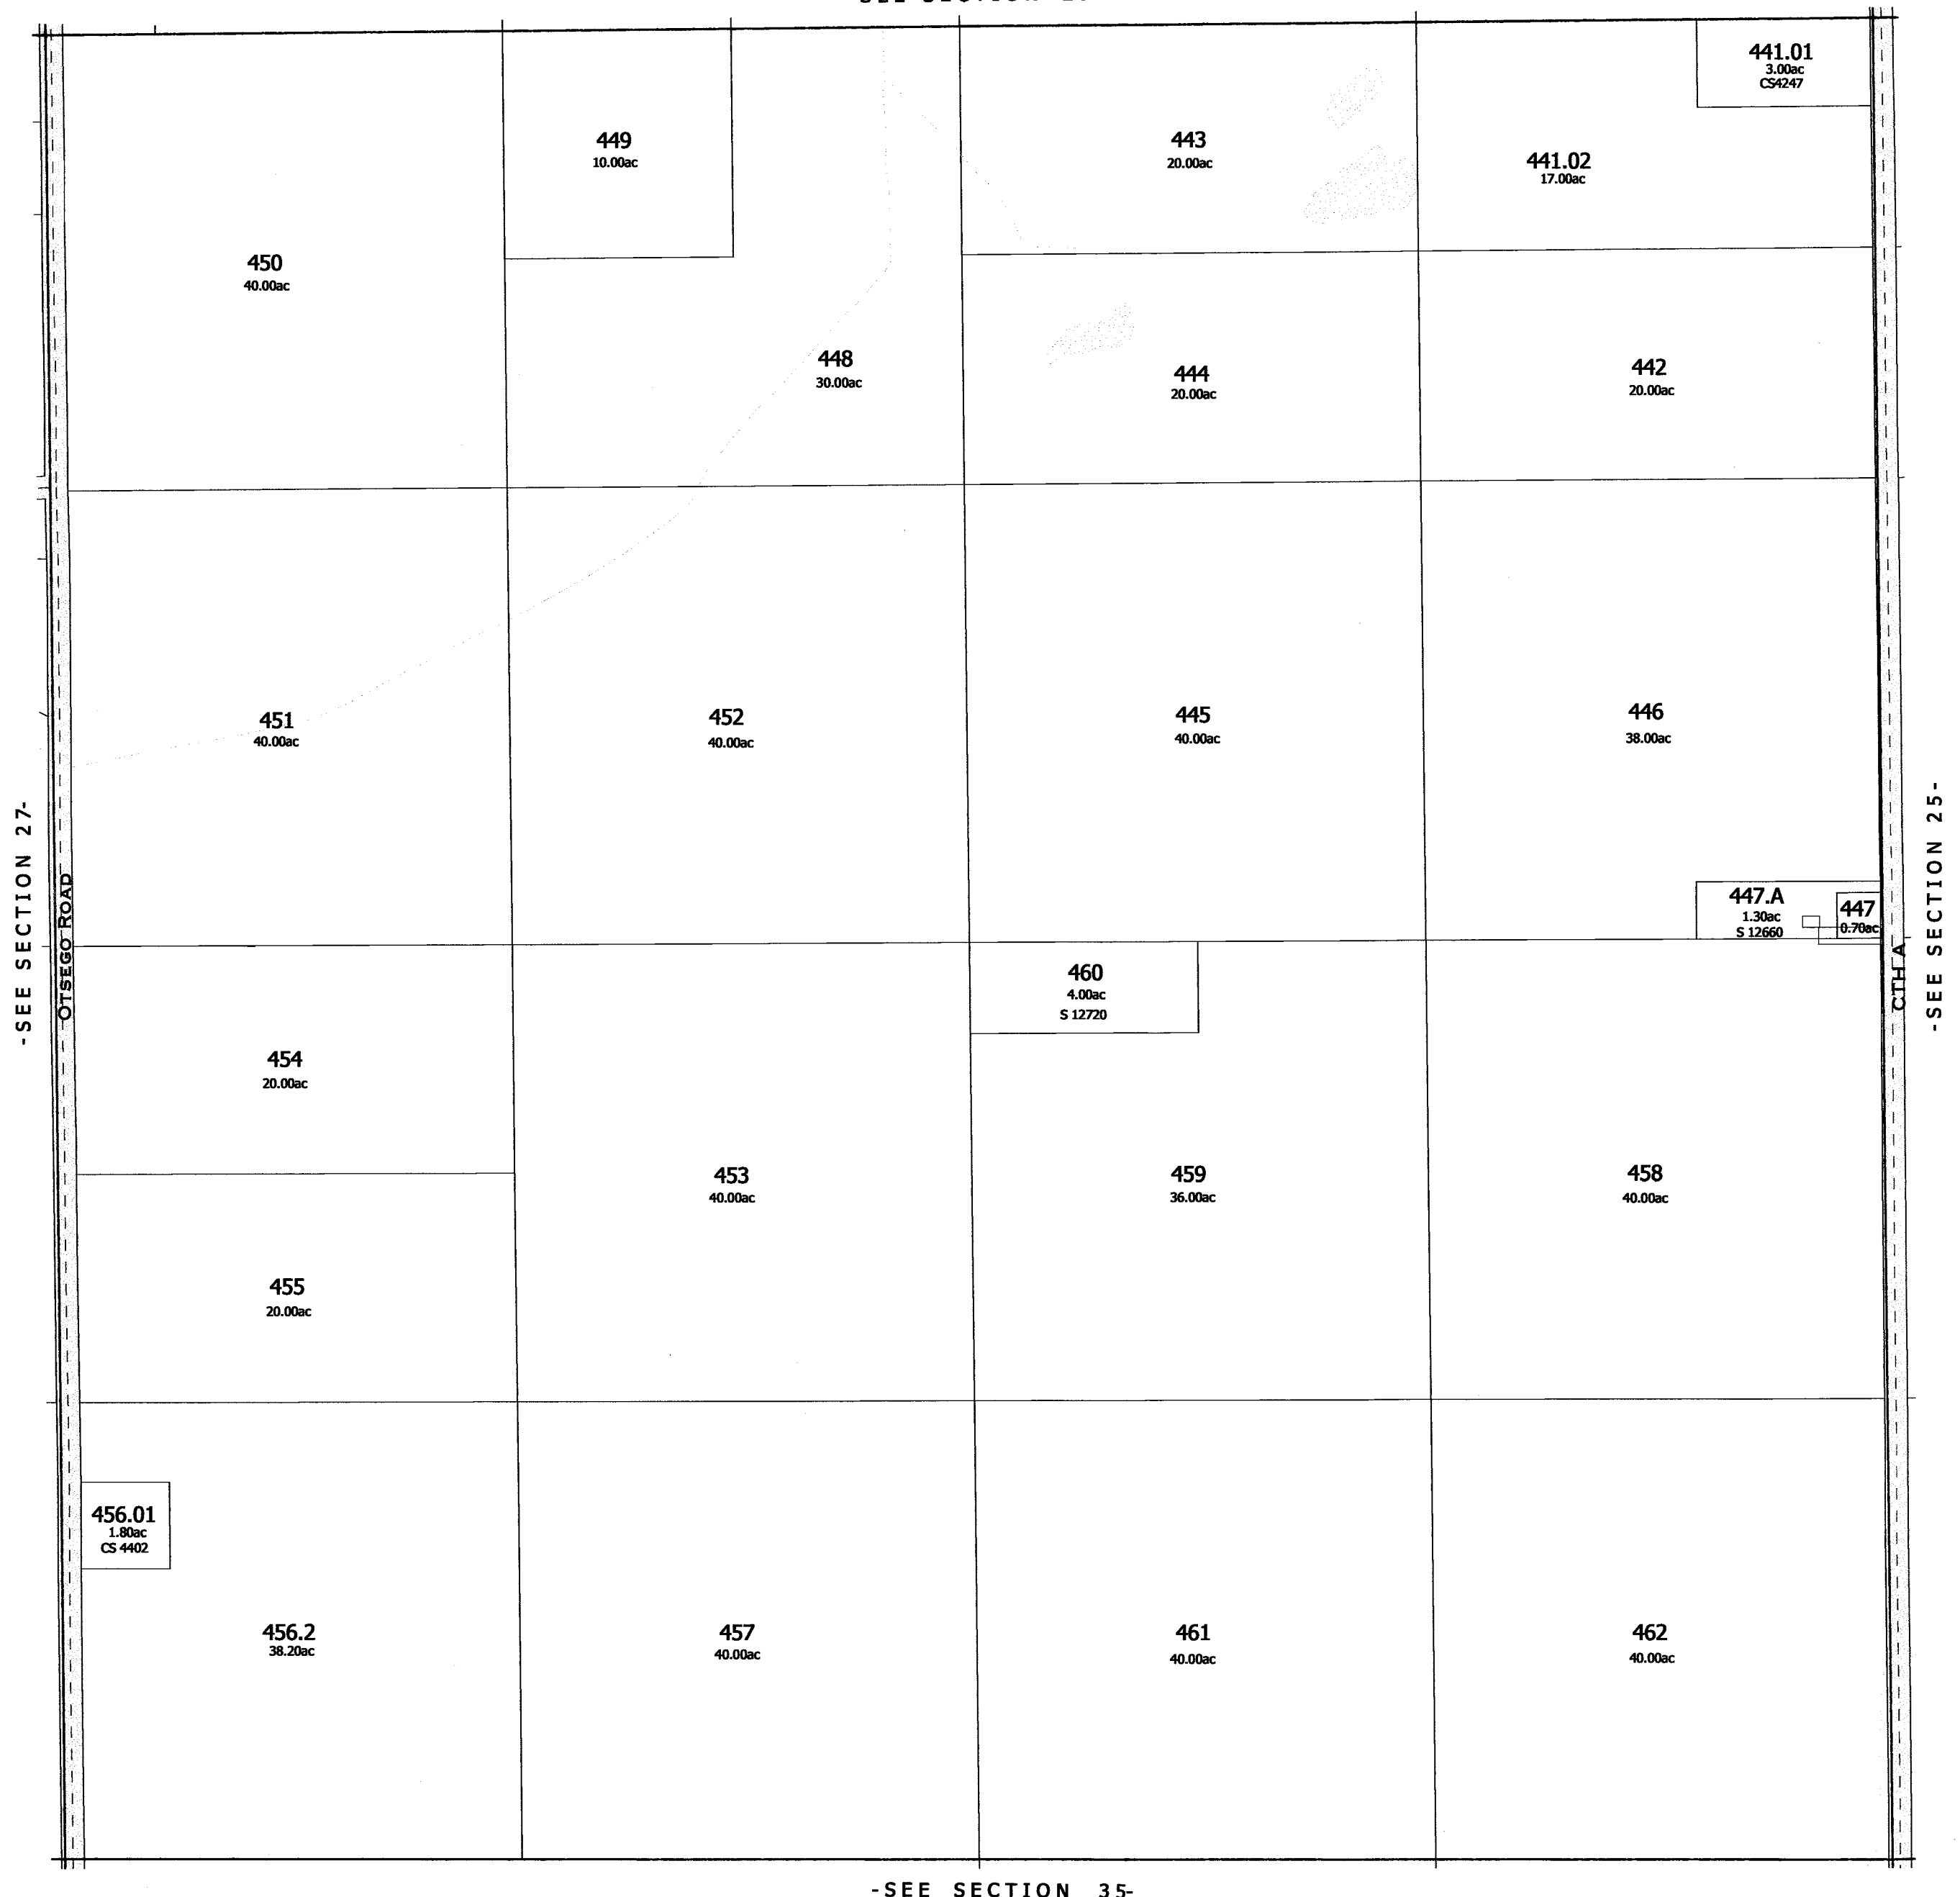 441.01
3.00ac
CS4247
449
10.00ac
443
20.00ac
441.02
17.00ac
450
40.00ac
448
30.00ac
444
20.00ac
442
20.00ac
451
40.00ac
452
40.00ac
445
40.00ac
446
38.00ac
-SEE SECTION 27-
OTSEGO ROAD
447.A
1.30ac
S 12660
447
0.70ac
CTH A
-SEE SECTION 25-
460
4.00ac
S 12720
454
20.00ac
453
40.00ac
459
36.00ac
458
40.00ac
455
20.00ac
456.01
1.80ac
CS 4402
456.2
38.20ac
457
40.00ac
461
40.00ac
462
40.00ac
-SEE SECTION 35-